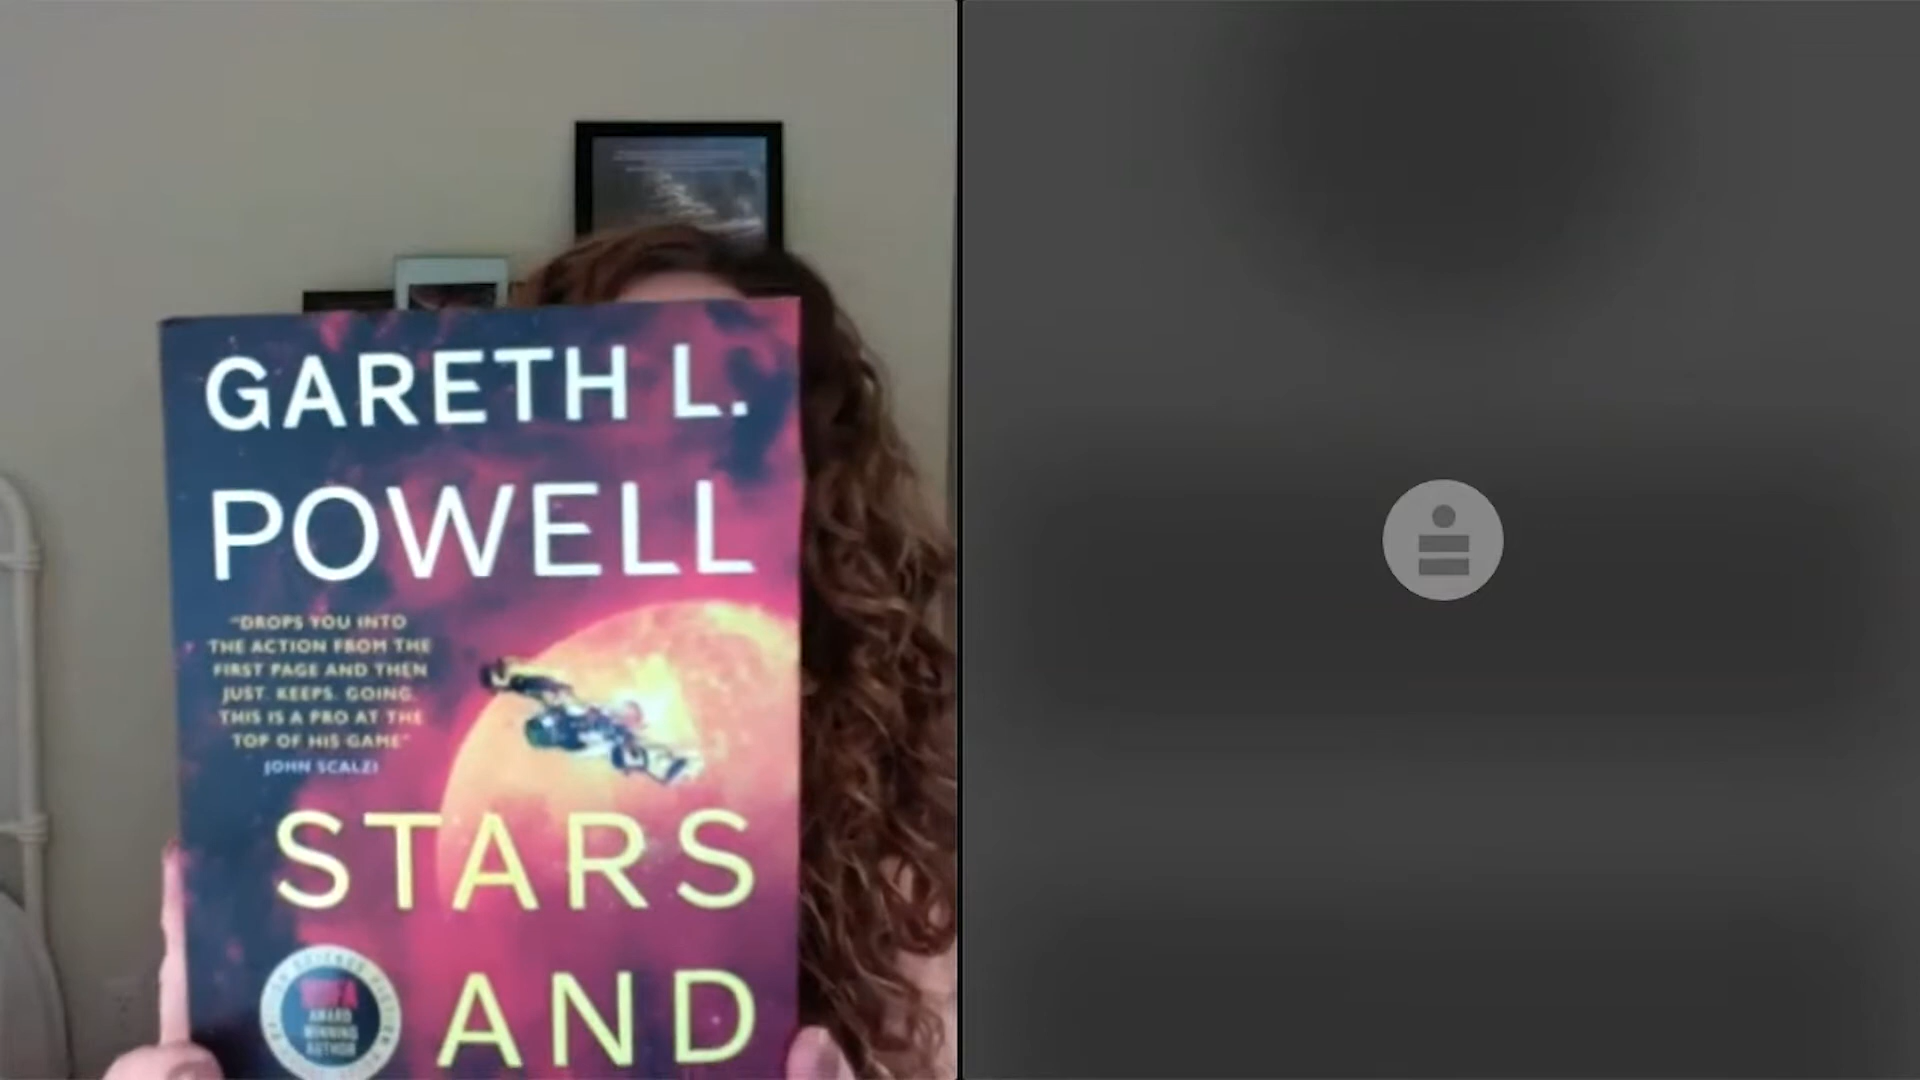 GARETH L.
POWELL
"DROPS YOU INTO
THE ACTION FROM THE
FIRST PAGE AND THEN
JUST. KEEPS. GOING.
THIS IS A PRO AT THE
TOP OF HIS GAME"
JOHN SCALZI
STARS
AND
AWARD
WINNING
AUTHOR